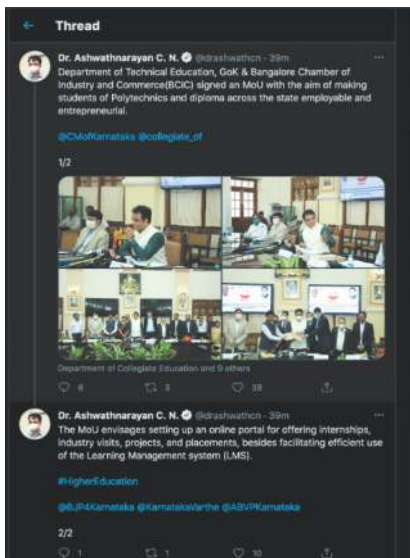 Thread
Dr. Ashwathnarayan C. N. @drashwathcn · 39m
Department of Technical Education, GoK & Bangalore Chamber of
Industry and Commerce(BCIC) signed an MoU with the aim of making
students of Polytechnics and diploma across the state employable and
entrepreneurial.
@CMofKarnataka @collegiate_of
1/2
Department of Collegiate Education and 9 others
6 3 38
Dr. Ashwathnarayan C. N. @drashwathcn · 39m
The MoU envisages setting up an online portal for offering internships,
industry visits, projects, and placements, besides facilitating efficient use
of the Learning Management system (LMS).
#HigherEducation
@BJP4Karnataka @KarnatakaVarthe @ABVPKarnataka
2/2
1 1 10